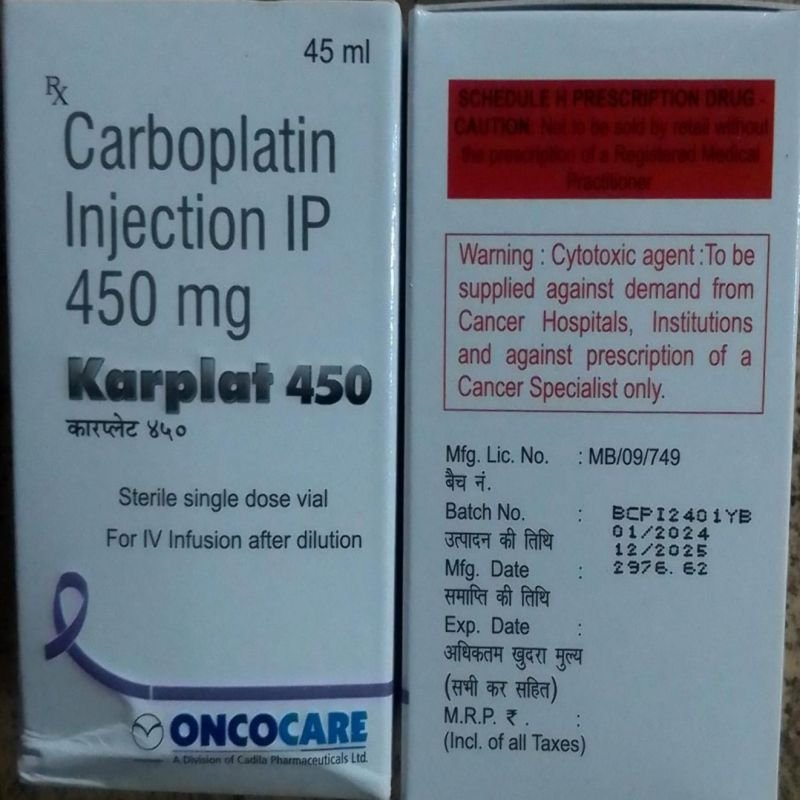 45 ml
Rx
Carboplatin
Injection IP
450 mg
Karplat 450
कारप्लेट ४५०
Sterile single dose vial
For IV Infusion after dilution
ONCOCARE
A Division of Cadila Pharmaceuticals Ltd.
SCHEDULE H PRESCRIPTION DRUG -
CAUTION: Not to be sold by retail without
the prescription of a Registered Medical
Practitioner
Warning : Cytotoxic agent :To be
supplied against demand from
Cancer Hospitals, Institutions
and against prescription of a
Cancer Specialist only.
Mfg. Lic. No. : MB/09/749
बैच नं.
Batch No. : BCPI2401YB
उत्पादन की तिथि 01/2024
12/2025
Mfg. Date : 2976.62
समाप्ति की तिथि
Exp. Date :
अधिकतम खुदरा मुल्य
(सभी कर सहित)
M.R.P. ₹ . :
(Incl. of all Taxes)